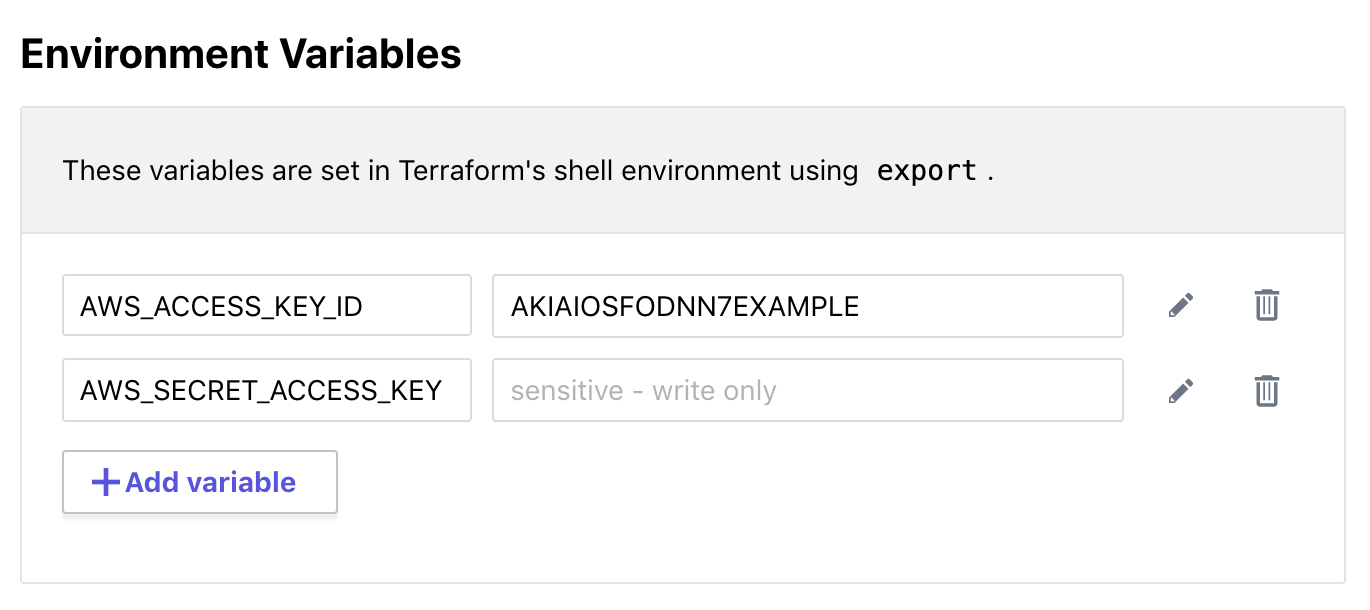 Environment Variables
These variables are set in Terraform's shell environment using export .
AWS_ACCESS_KEY_ID AKIAIOSFODNN7EXAMPLE
AWS_SECRET_ACCESS_KEY sensitive - write only
+ Add variable